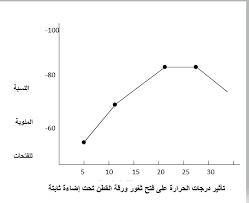 100-
80-
60-
النسبة
المئوية
للفتحات
5 10 15 20 25 30
تأثير درجات الحرارة على فتح ثغور ورقة القطن تحت إضاءة ثابتة